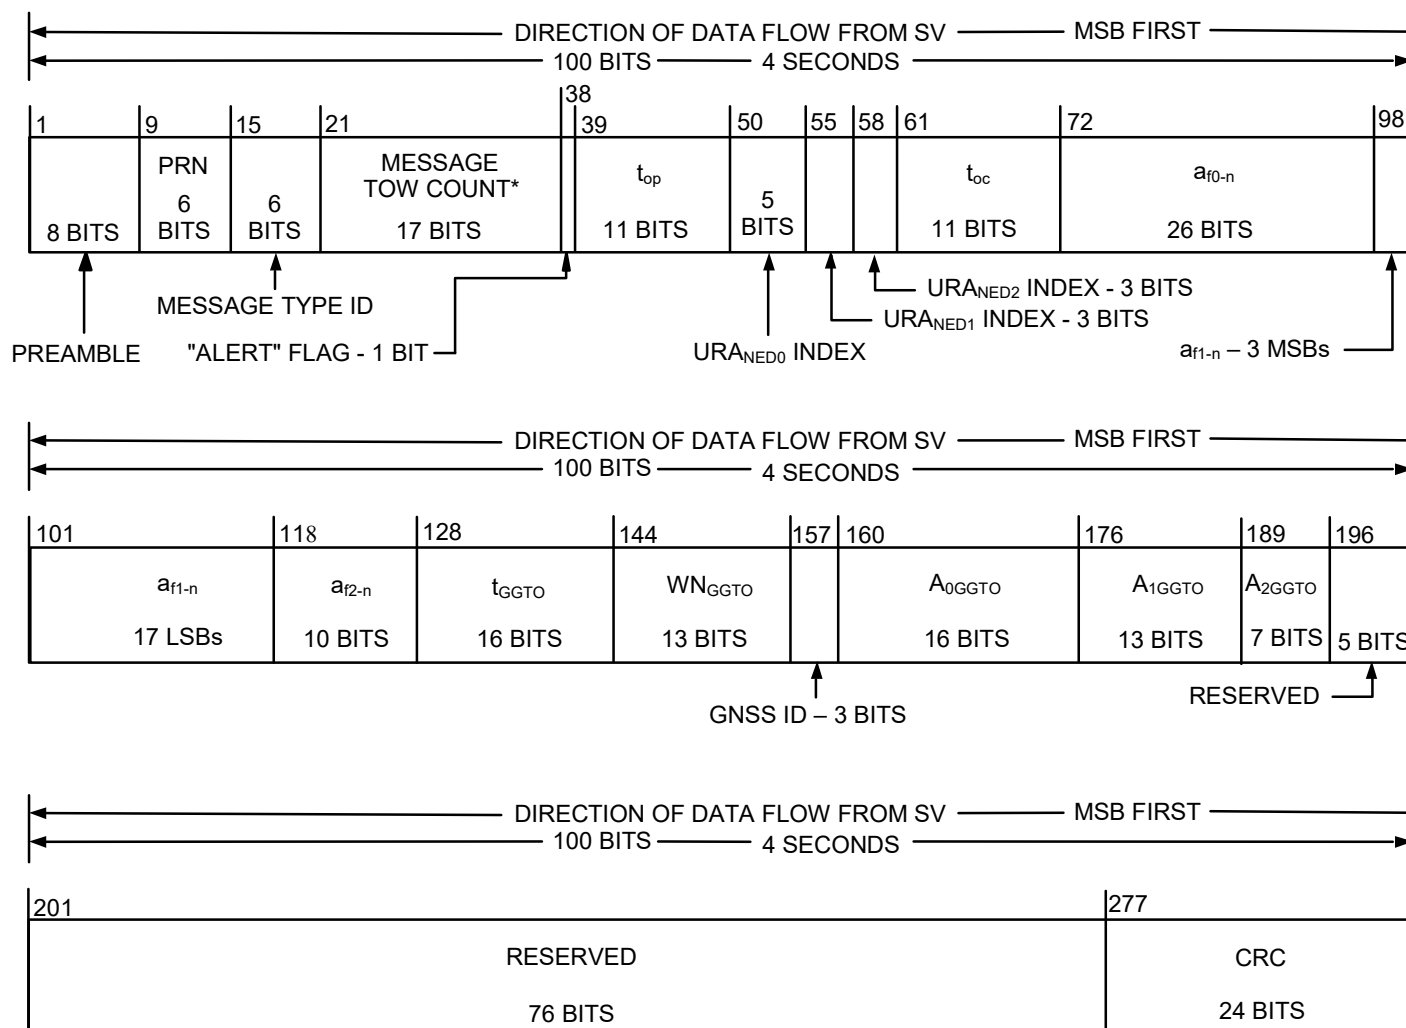 DIRECTION OF DATA FLOW FROM SV MSB FIRST
100 BITS 4 SECONDS
38
1 9 15 21 39 50 55 58 61 72 98
PRN MESSAGE
TOW COUNT* t_op t_oc a_f0-n
6 6 5
8 BITS BITS BITS 17 BITS 11 BITS BITS 11 BITS 26 BITS
URA_NED2 INDEX - 3 BITS
MESSAGE TYPE ID
URA_NED1 INDEX - 3 BITS
PREAMBLE "ALERT" FLAG - 1 BIT URA_NED0 INDEX a_f1-n – 3 MSBs
DIRECTION OF DATA FLOW FROM SV MSB FIRST
100 BITS 4 SECONDS
101 118 128 144 157 160 176 189 196
a_f1-n a_f2-n t_GGTO WN_GGTO A_0GGTO A_1GGTO A_2GGTO
17 LSBs 10 BITS 16 BITS 13 BITS 16 BITS 13 BITS 7 BITS 5 BITS
RESERVED
GNSS ID – 3 BITS
DIRECTION OF DATA FLOW FROM SV MSB FIRST
100 BITS 4 SECONDS
201 277
RESERVED CRC
76 BITS 24 BITS